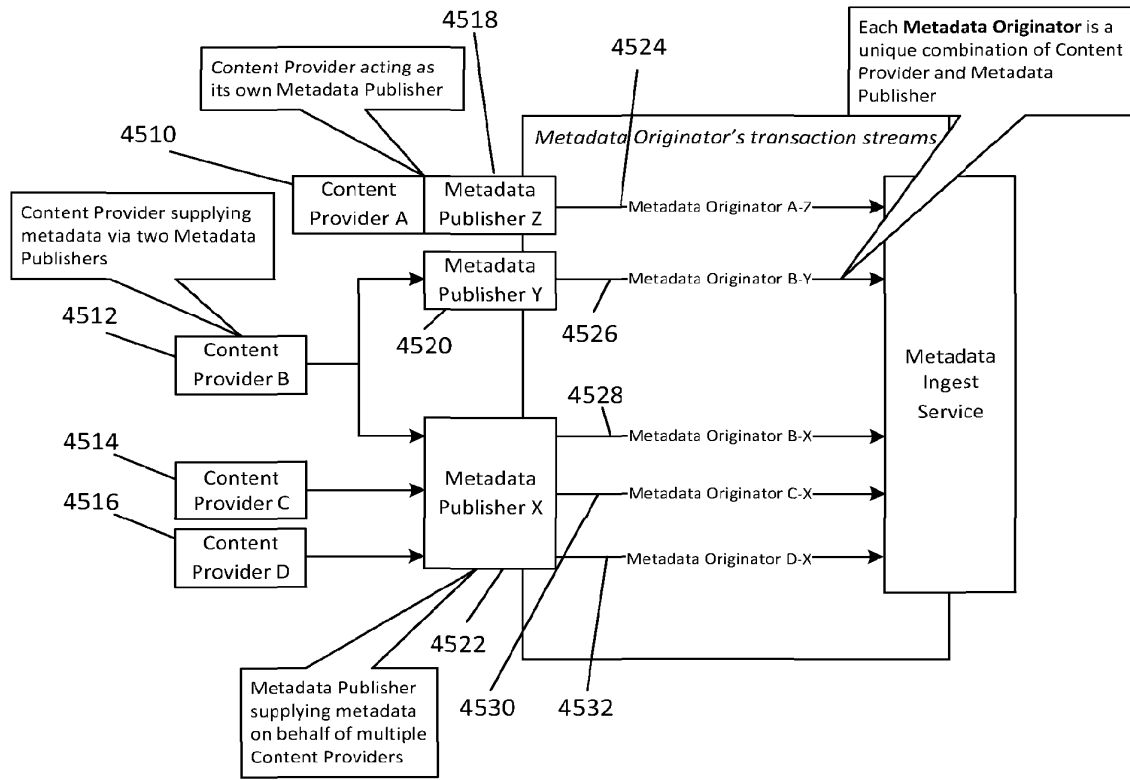 4518
4524
Each Metadata Originator is a
unique combination of Content
Provider and Metadata
Publisher
Content Provider acting as
its own Metadata Publisher
4510
Metadata Originator's transaction streams
Content
Provider A
Metadata
Publisher Z
Metadata Originator A-Z
Content Provider supplying
metadata via two Metadata
Publishers
Metadata
Publisher Y
Metadata Originator B-Y
4512
4520
4526
Content
Provider B
Metadata
Ingest
Service
4528
Metadata Originator B-X
4514
Content
Provider C
Metadata
Publisher X
Metadata Originator C-X
4516
Content
Provider D
Metadata Originator D-X
4522
4530
4532
Metadata Publisher
supplying metadata
on behalf of multiple
Content Providers